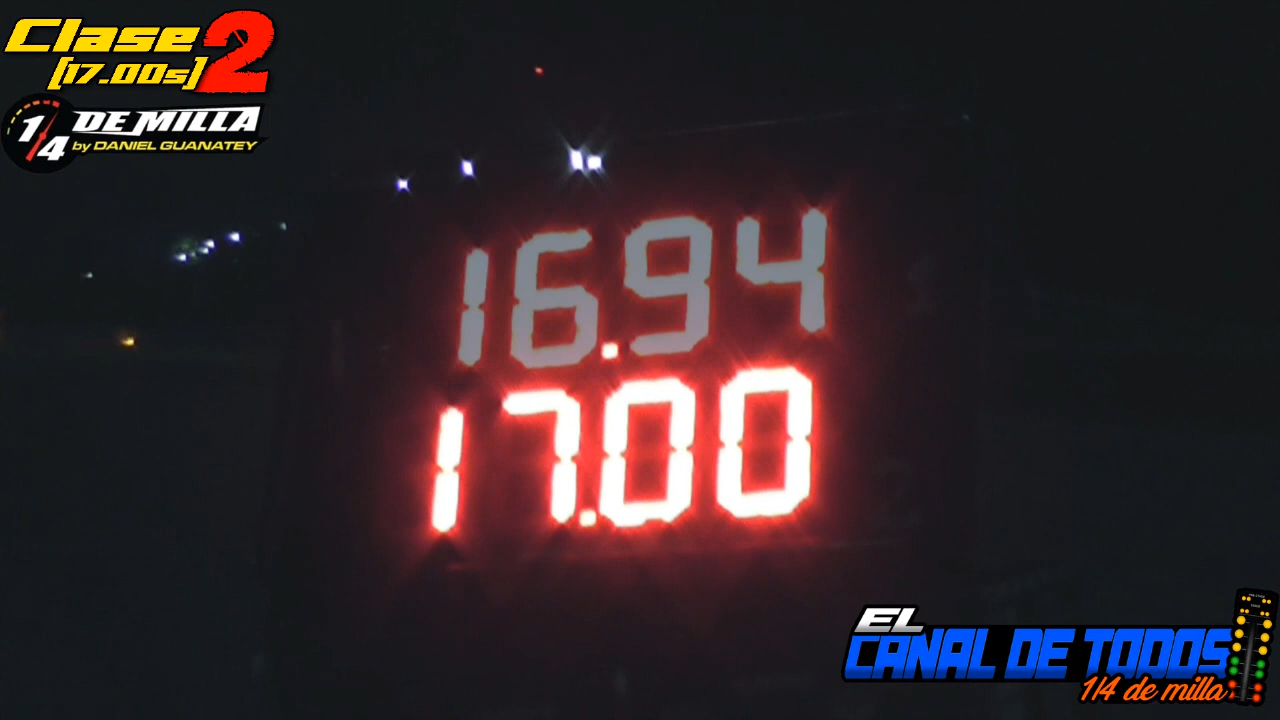 Clase 2
[17.00s]
1/4 DE MILLA
by DANIEL GUANATEY
16.94
17.00
EL
CANAL DE TODOS
1/4 de milla